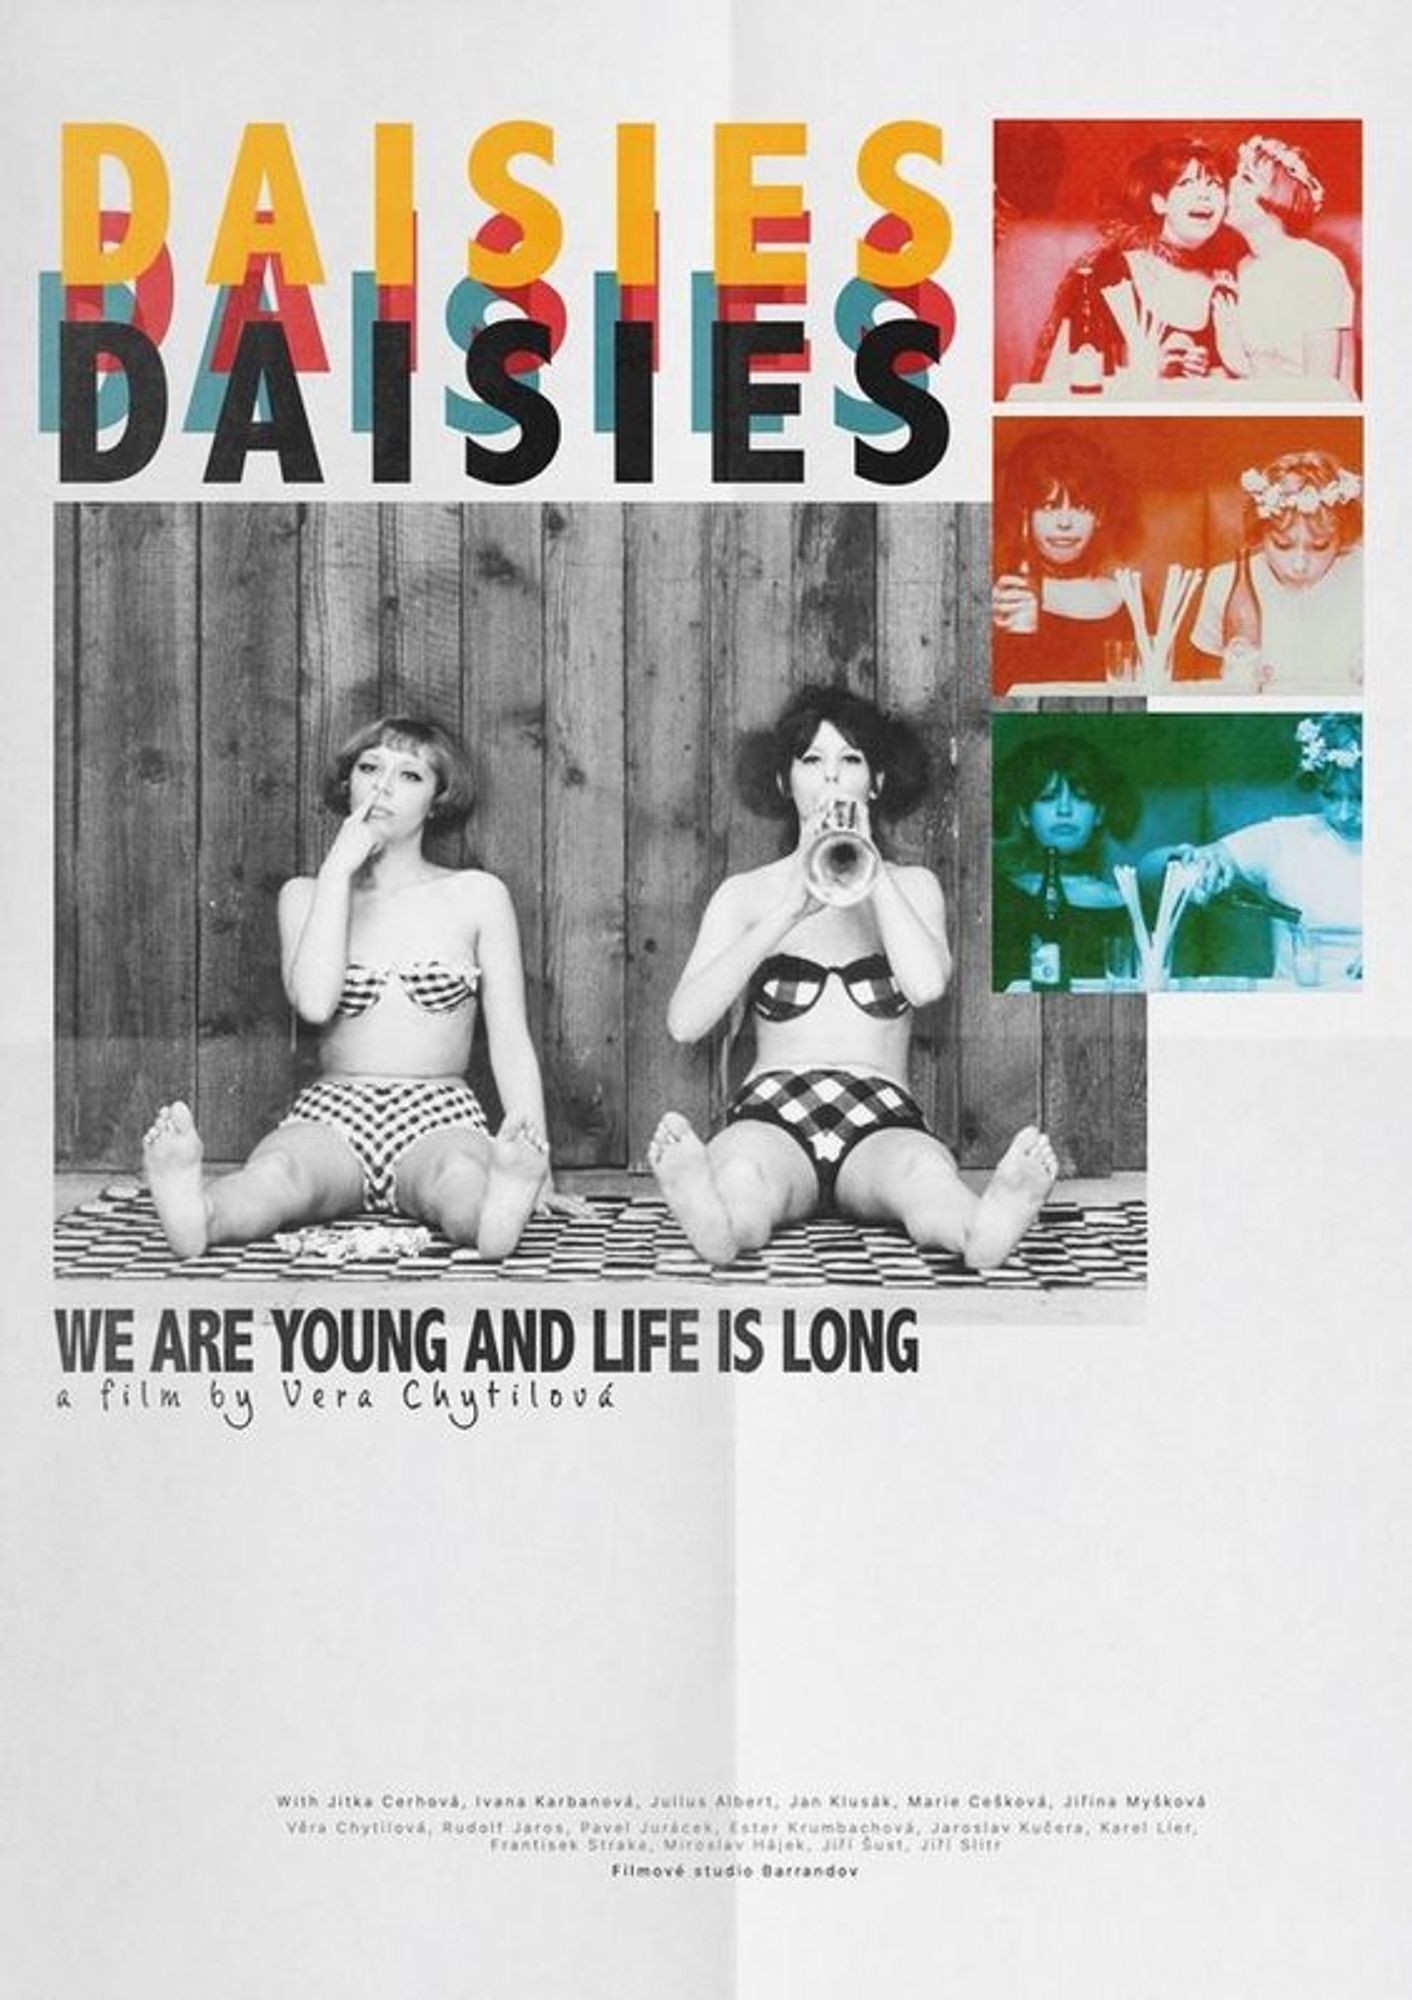 DAISIES
DAISIES
DAISIES
DAISIES
WE ARE YOUNG AND LIFE IS LONG
a film by Vera Chytilová
With Jitka Cerhová, Ivana Karbanová, Julius Albert, Jan Klusák, Marie Cešková, Jiřina Myšková
Věra Chytilová, Rudolf Jaros, Pavel Juráček, Ester Krumbachová, Jaroslav Kučera, Karel Lier,
Frantisek Straka, Miroslav Hájek, Jiří Šust, Jiří Slitr
Filmové studio Barrandov